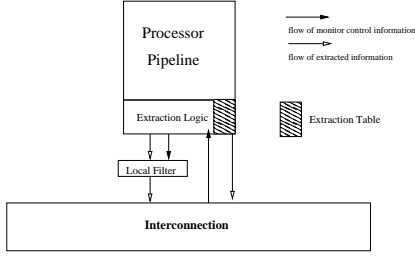 Processor
Pipeline
Extraction Logic
Local Filter
Interconnection
flow of monitor control information
flow of extracted information
Extraction Table